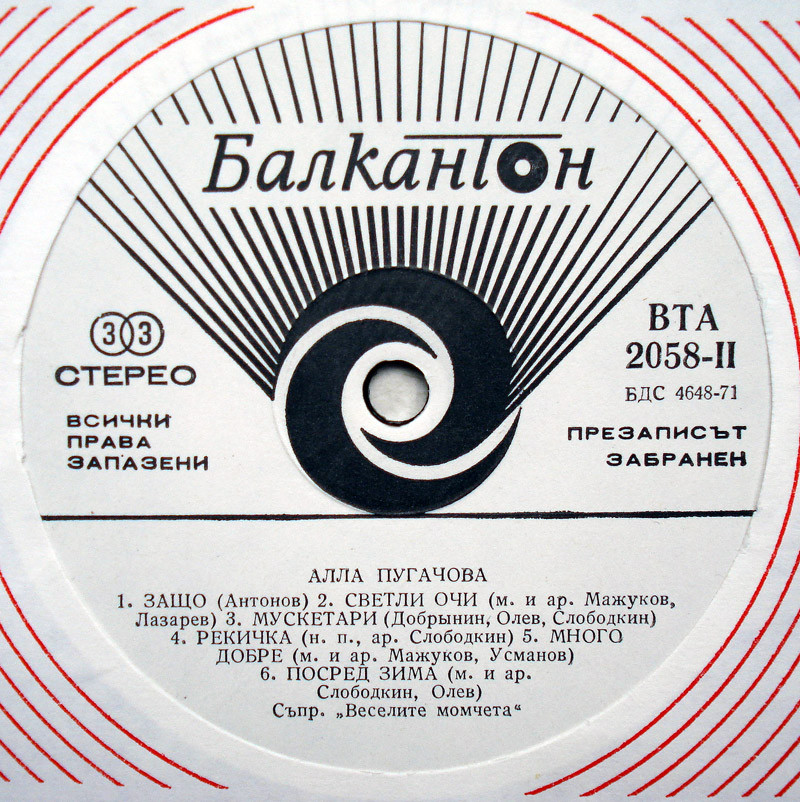 Балкантон
33
СТЕРЕО
ВСИЧКИ
ПРАВА
ЗАПАЗЕНИ
ВТА
2058-II
БДС 4648-71
ПРЕЗАПИСЪТ
ЗАБРАНЕН
АЛЛА ПУГАЧОВА
1. ЗАЩО (Антонов) 2. СВЕТЛИ ОЧИ (м. и ар. Мажуков,
Лазарев) 3. МУСКЕТАРИ (Добрынин, Олев, Слободкин)
4. РЕКИЧКА (н. п., ар. Слободкин) 5. МНОГО
ДОБРЕ (м. и ар. Мажуков, Усманов)
6. ПОСРЕД ЗИМА (м. и ар.
Слободкин, Олев)
Съпр. „Веселите момчета“